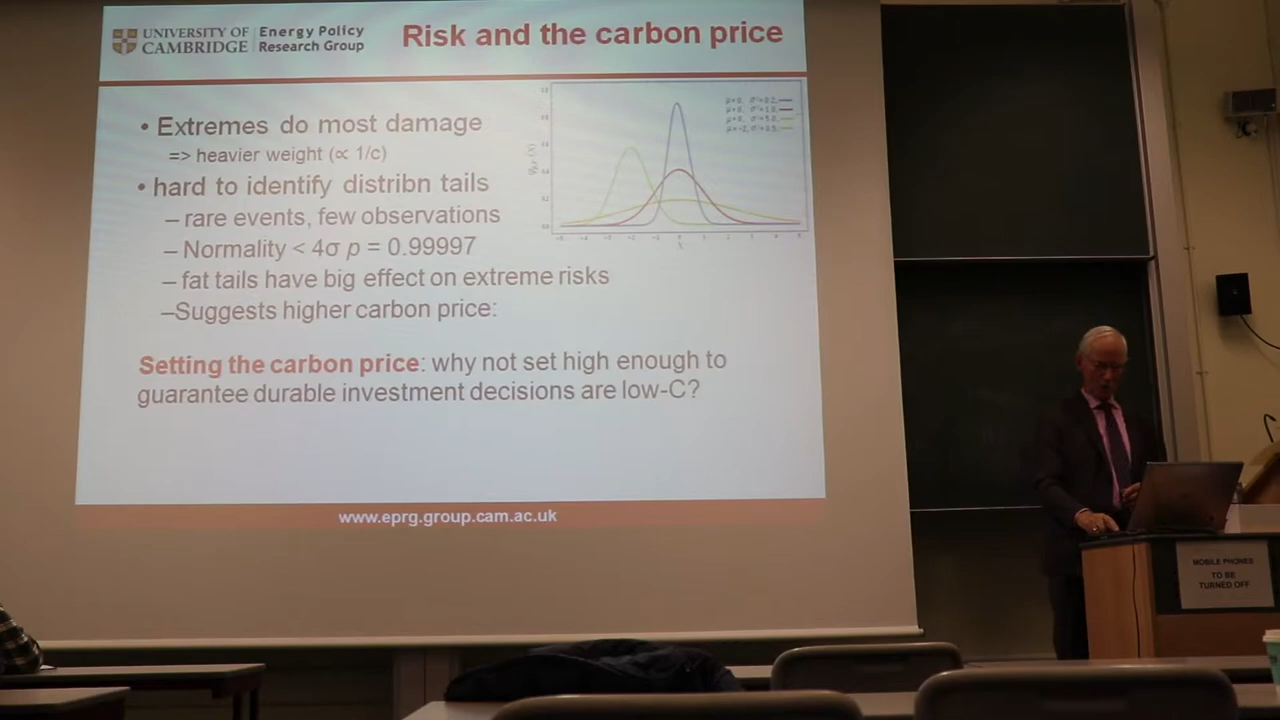 UNIVERSITY OF
CAMBRIDGE
Energy Policy
Research Group
Risk and the carbon price
• Extremes do most damage
=> heavier weight (∝ 1/c)
• hard to identify distribn tails
– rare events, few observations
– Normality < 4σ p = 0.99997
– fat tails have big effect on extreme risks
–Suggests higher carbon price:
Setting the carbon price: why not set high enough to
guarantee durable investment decisions are low-C?
www.eprg.group.cam.ac.uk
MOBILE PHONES
TO BE
TURNED OFF